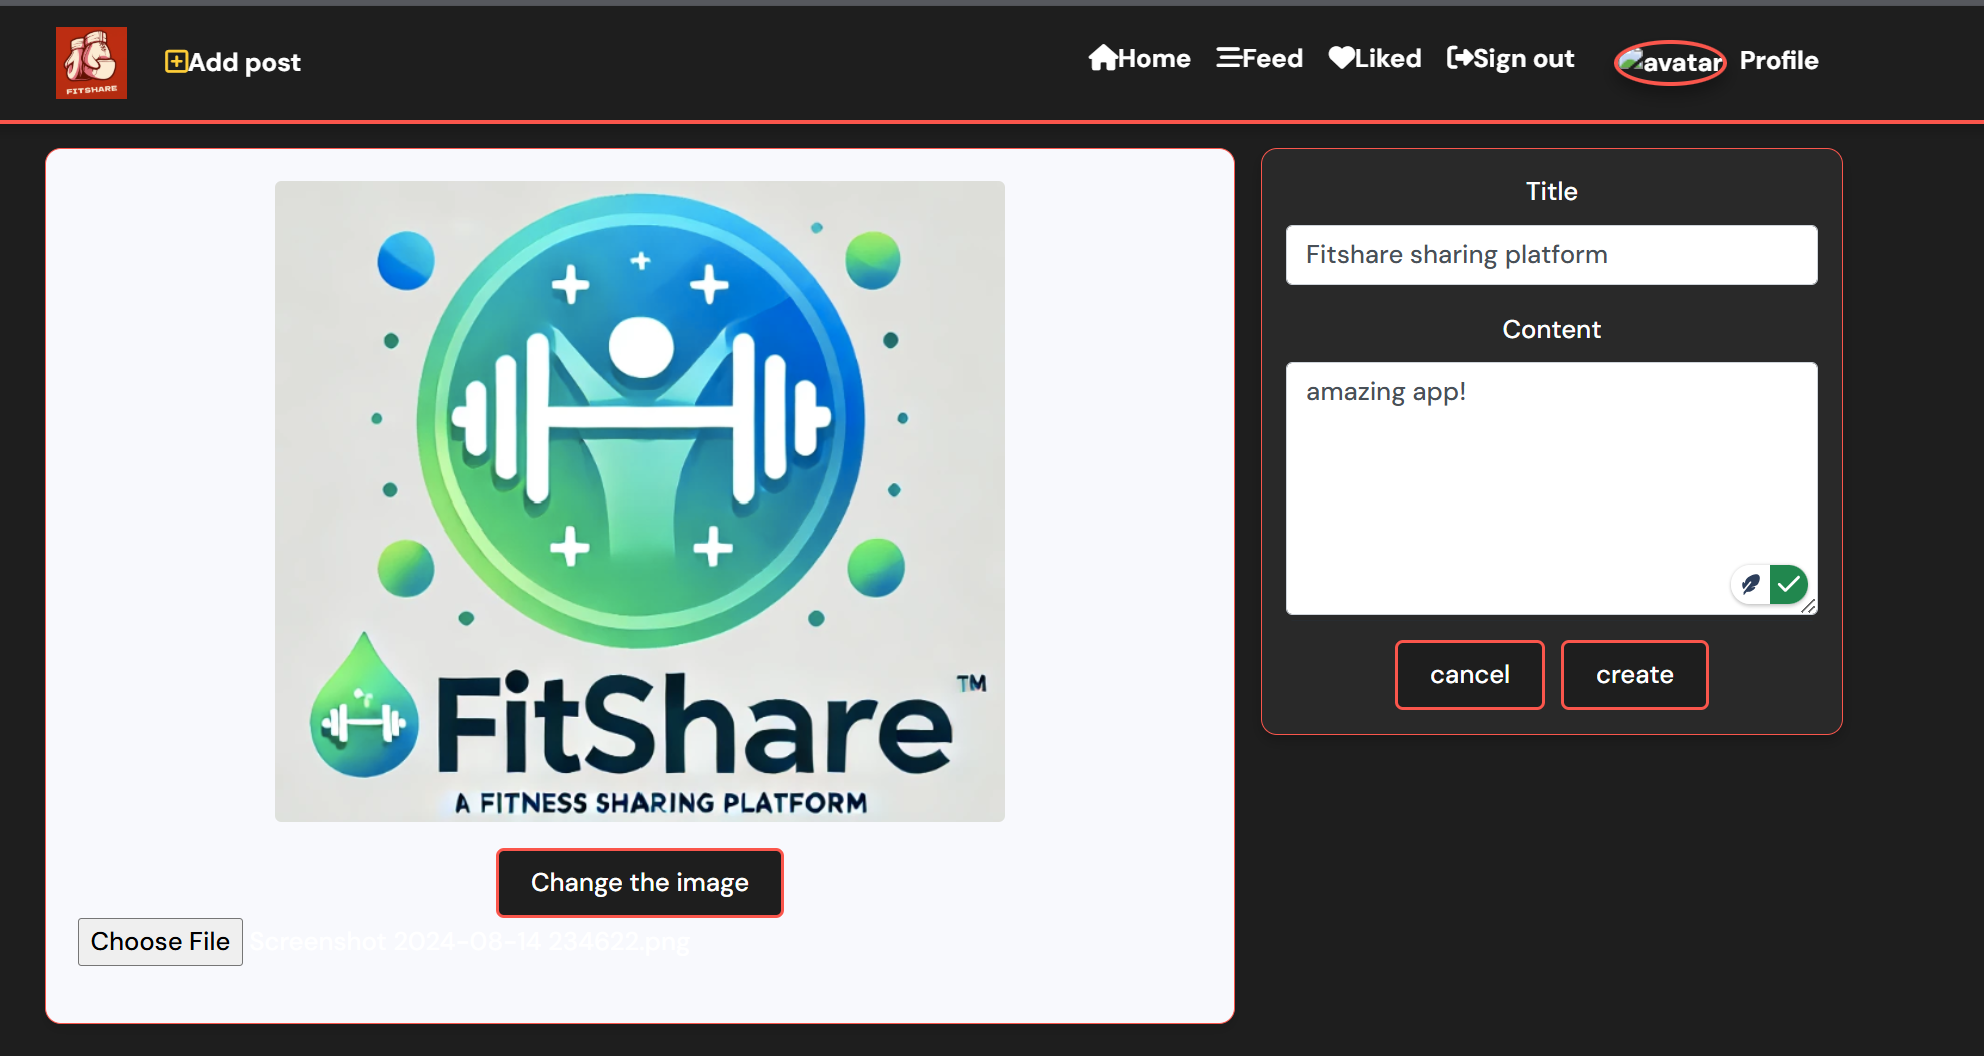 FITSHARE
Add post
Home
Feed
Liked
Sign out
avatar
Profile
FitShare™
A FITNESS SHARING PLATFORM
Change the image
Choose File Screenshot 2024-08-14 234622.png
Title
Fitshare sharing platform
Content
amazing app!
cancel
create